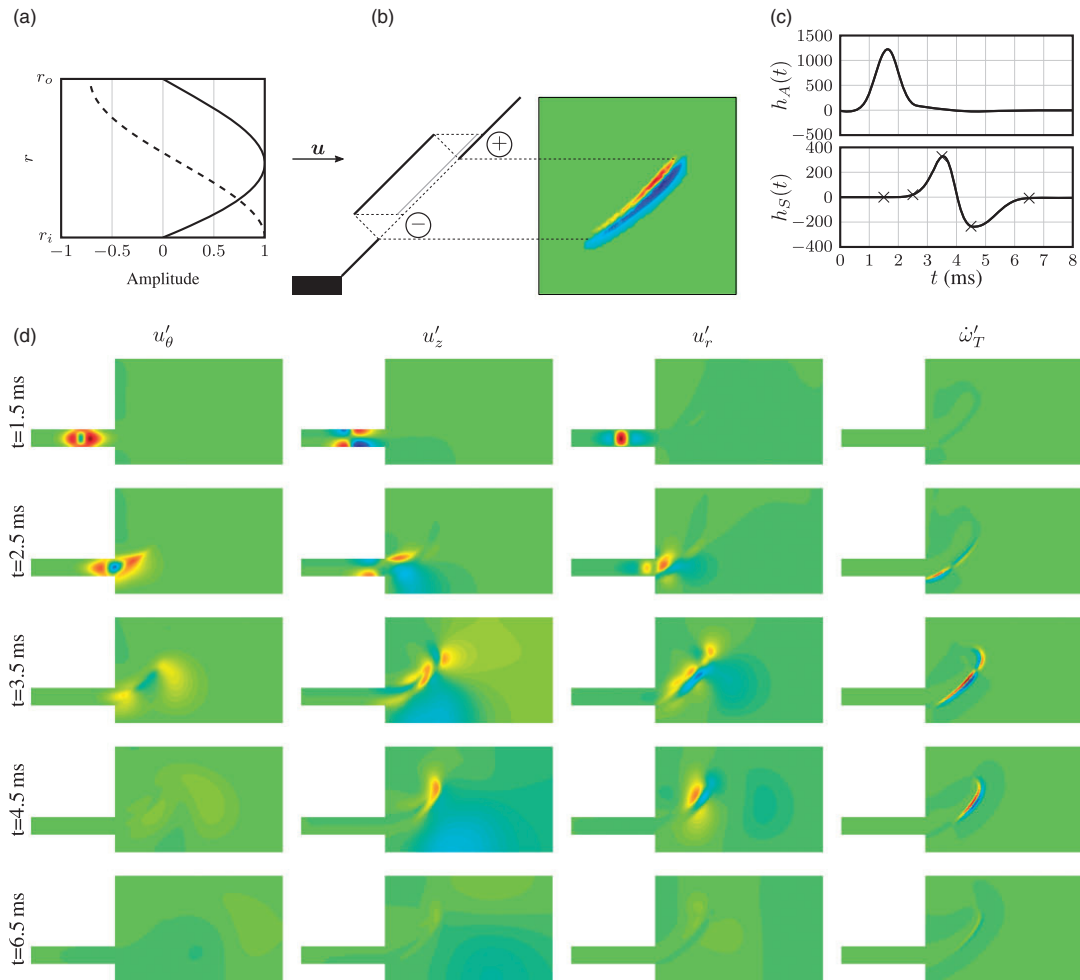 (a)
(b)
(c)
r_o
r
r_i
−1 −0.5 0 0.5 1
Amplitude
u
+
−
1500
1000
500
0
−500
h_A(t)
400
200
0
−200
−400
h_S(t)
0 1 2 3 4 5 6 7 8
t (ms)
(d)
u′_θ u′_z u′_r ω̇′_T
t=1.5 ms
t=2.5 ms
t=3.5 ms
t=4.5 ms
t=6.5 ms